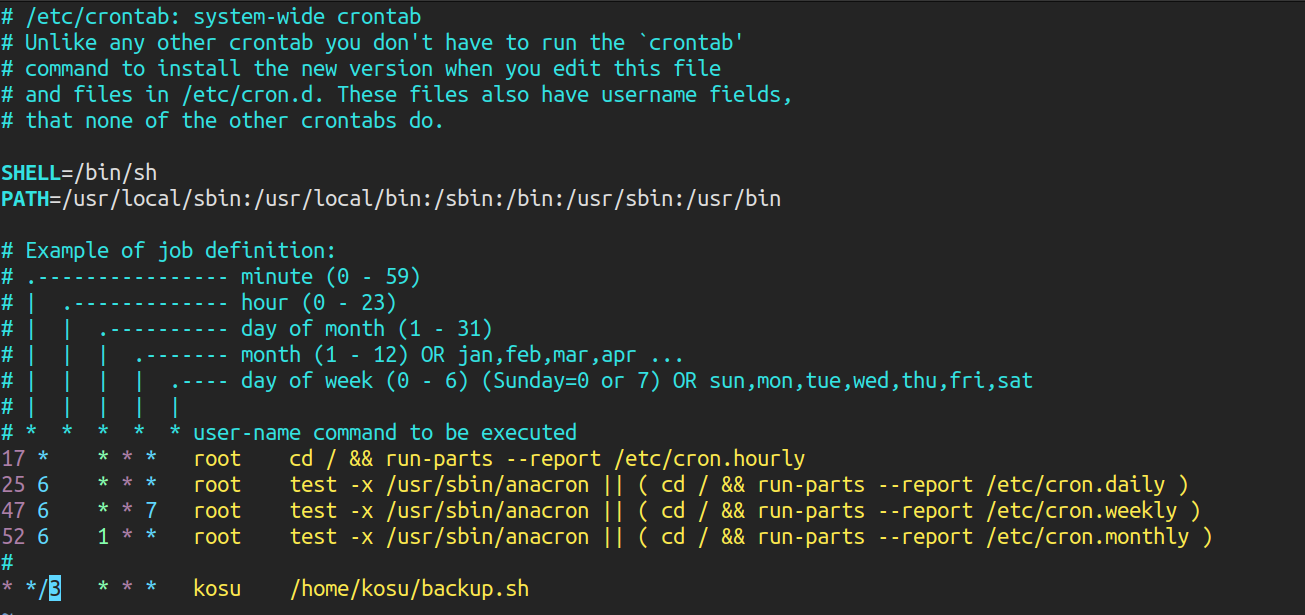 # /etc/crontab: system-wide crontab
# Unlike any other crontab you don't have to run the `crontab'
# command to install the new version when you edit this file
# and files in /etc/cron.d. These files also have username fields,
# that none of the other crontabs do.

SHELL=/bin/sh
PATH=/usr/local/sbin:/usr/local/bin:/sbin:/bin:/usr/sbin:/usr/bin

# Example of job definition:
# .---------------- minute (0 - 59)
# |  .------------- hour (0 - 23)
# |  |  .---------- day of month (1 - 31)
# |  |  |  .------- month (1 - 12) OR jan,feb,mar,apr ...
# |  |  |  |  .---- day of week (0 - 6) (Sunday=0 or 7) OR sun,mon,tue,wed,thu,fri,sat
# |  |  |  |  |
# *  *  *  *  * user-name command to be executed
17 *    * * *   root    cd / && run-parts --report /etc/cron.hourly
25 6    * * *   root    test -x /usr/sbin/anacron || ( cd / && run-parts --report /etc/cron.daily )
47 6    * * 7   root    test -x /usr/sbin/anacron || ( cd / && run-parts --report /etc/cron.weekly )
52 6    1 * *   root    test -x /usr/sbin/anacron || ( cd / && run-parts --report /etc/cron.monthly )
#
* */3   * * *   kosu    /home/kosu/backup.sh
~